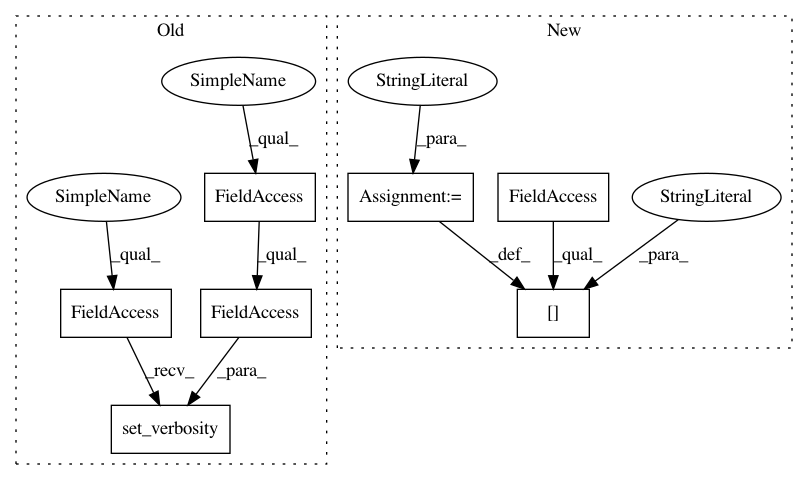 Old
New
SimpleName
StringLiteral
_qual_
_para_
SimpleName
FieldAccess
Assignment:=
FieldAccess
StringLiteral
_qual_
_qual_
_def_
_qual_
_para_
FieldAccess
FieldAccess
[]
_recv_
_para_
set_verbosity